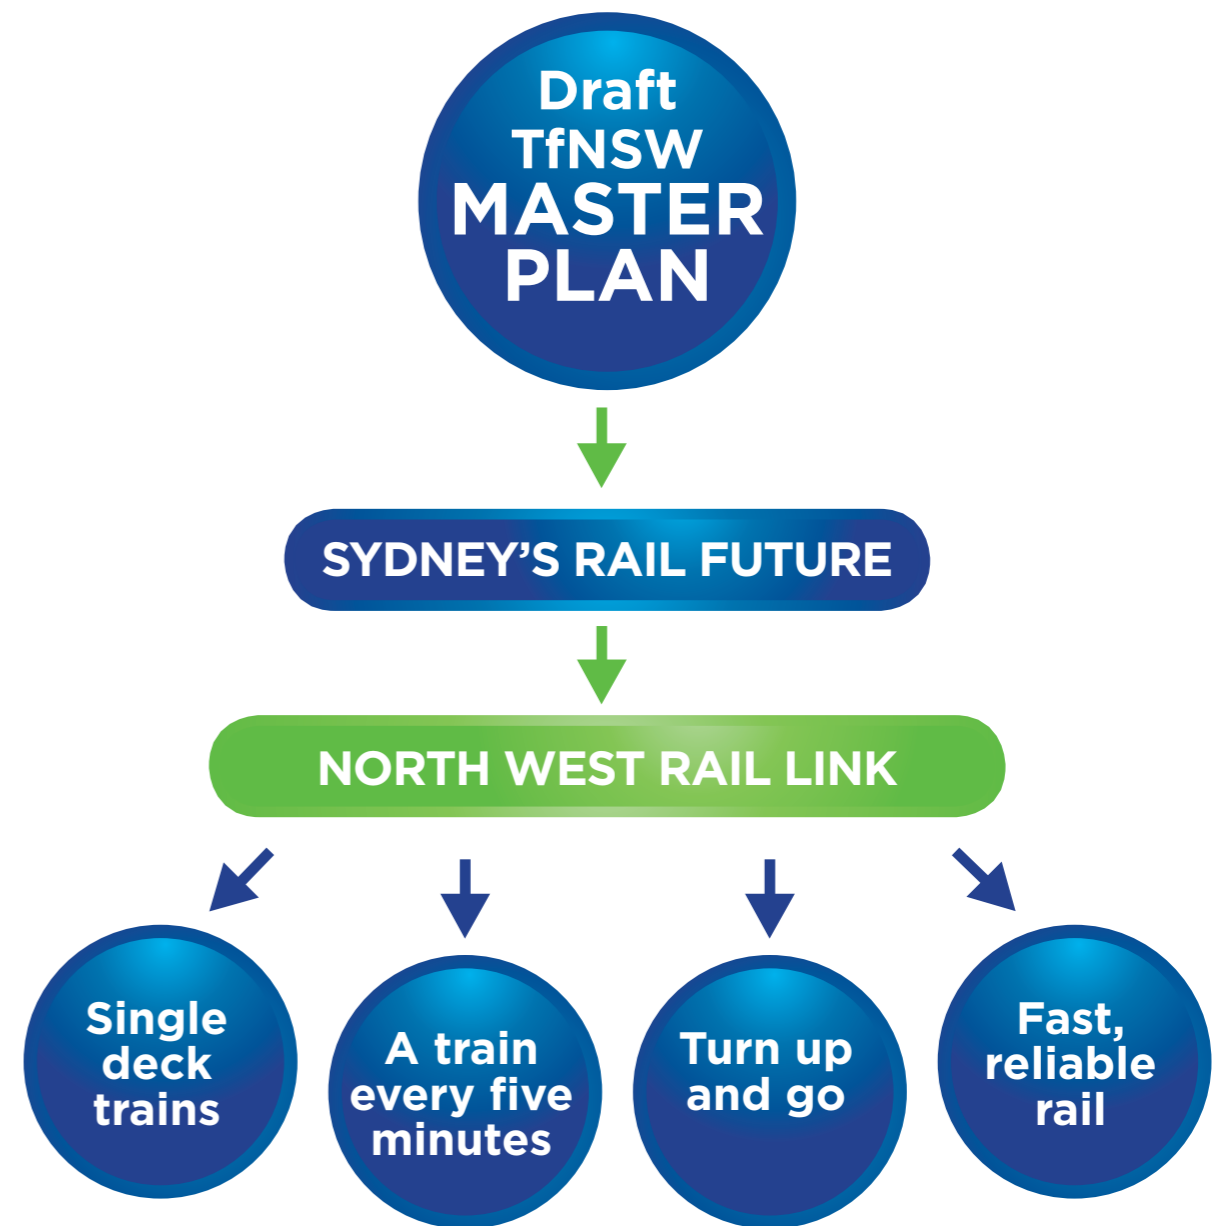 Draft
TfNSW
MASTER
PLAN
SYDNEY’S RAIL FUTURE
NORTH WEST RAIL LINK
Single
deck
trains
A train
every five
minutes
Turn up
and go
Fast,
reliable
rail